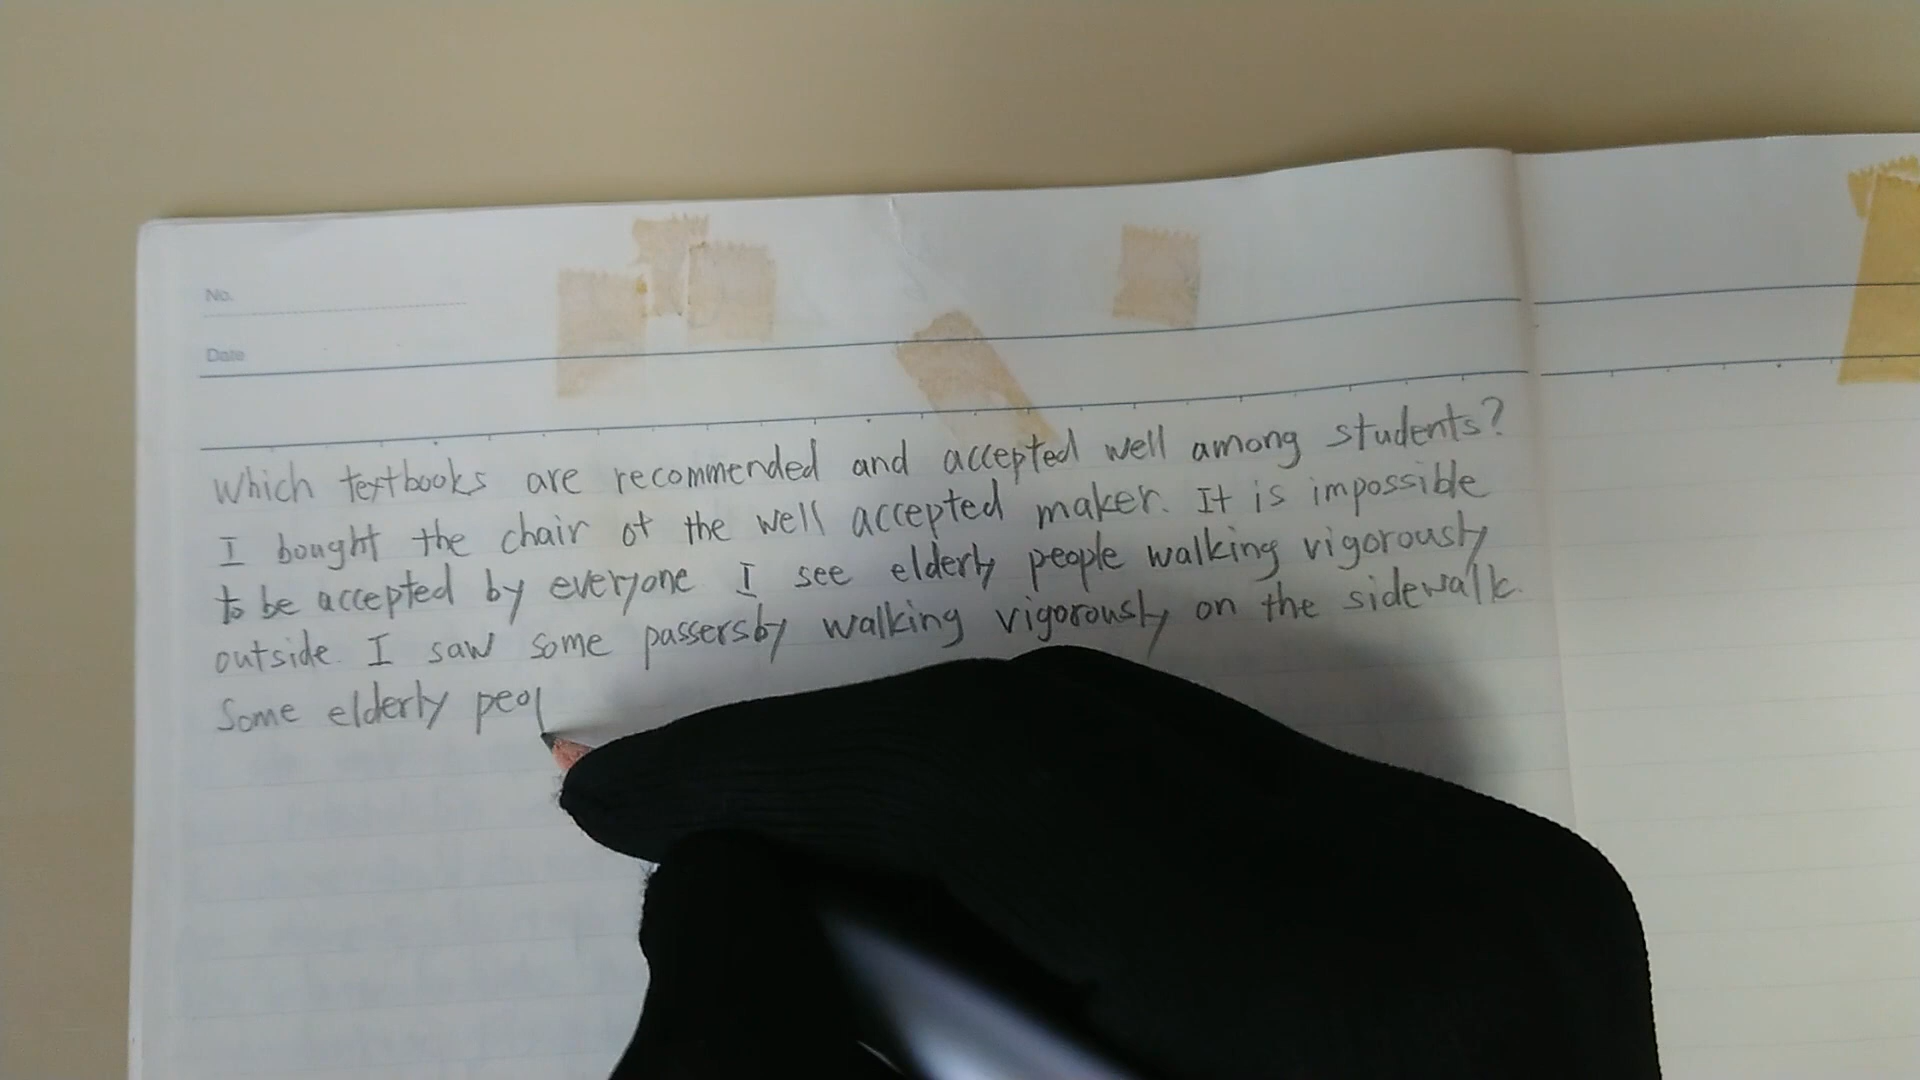 No.
Date
Which textbooks are recommended and accepted well among students?
I bought the chair of the well accepted maker. It is impossible
to be accepted by everyone I see elderly people walking vigorously
outside. I saw some passersby walking vigorously on the sidewalk.
Some elderly peo